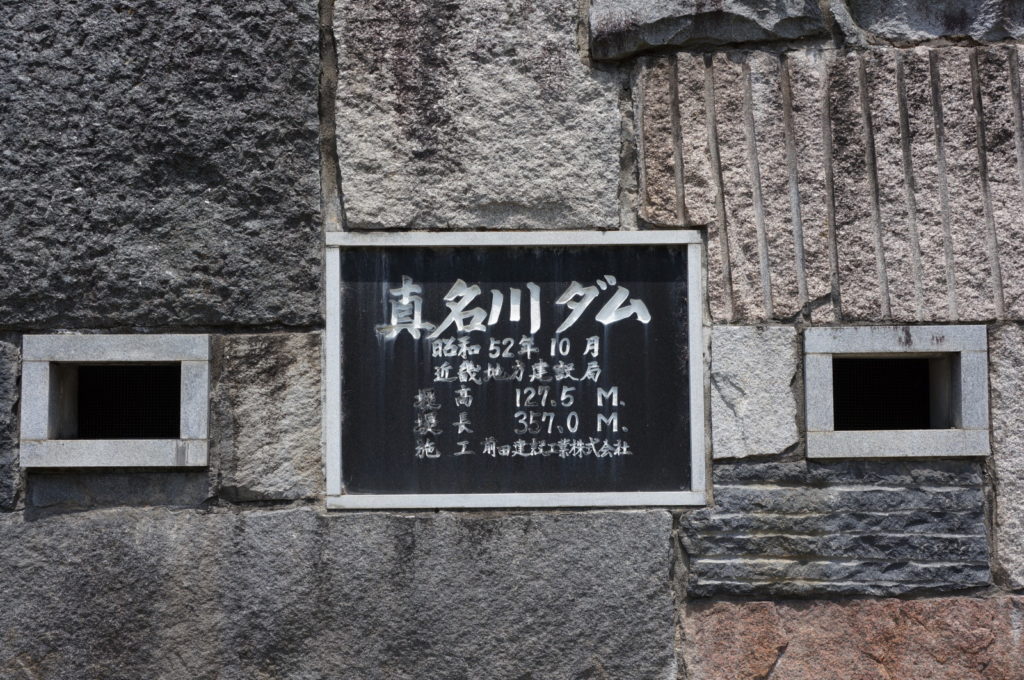 真名川ダム
昭和52年10月
近畿地方建設局
堤高 127.5 M.
堤長 357.0 M.
施工 前田建設工業株式会社